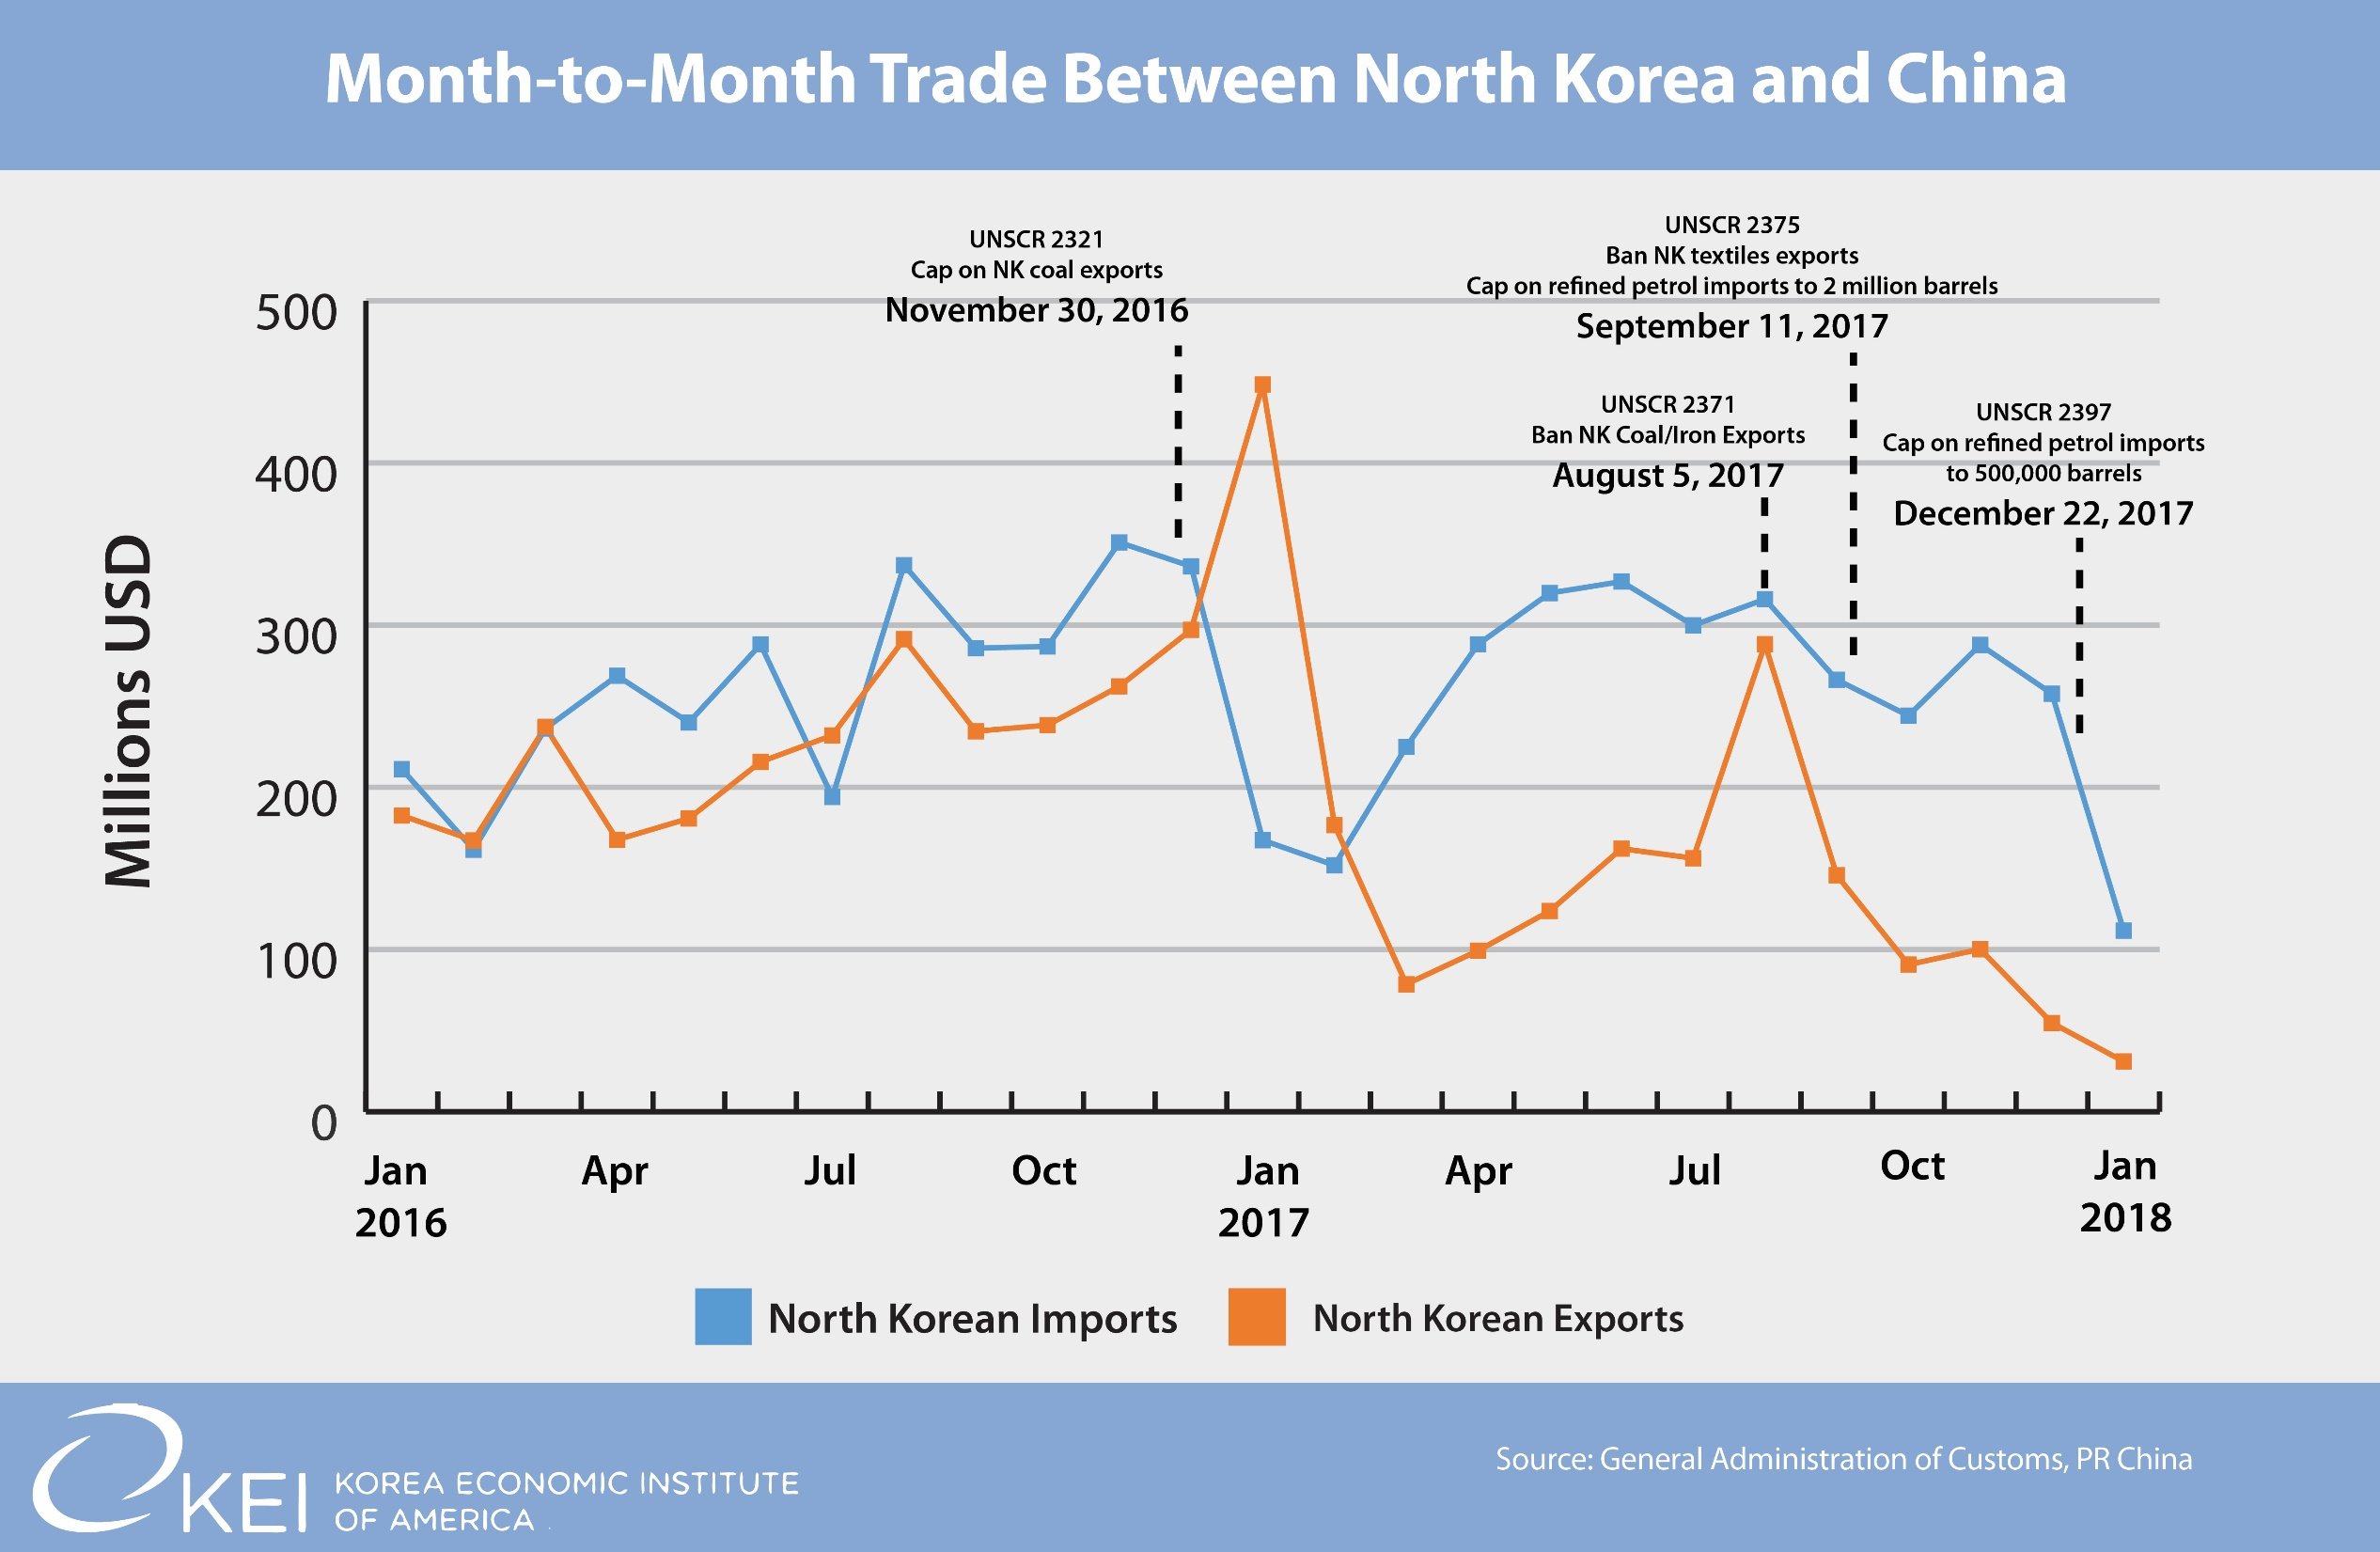 Month-to-Month Trade Between North Korea and China
UNSCR 2321
Cap on NK coal exports
November 30, 2016
UNSCR 2375
Ban NK textiles exports
Cap on refined petrol imports to 2 million barrels
September 11, 2017
UNSCR 2371
Ban NK Coal/Iron Exports
August 5, 2017
UNSCR 2397
Cap on refined petrol imports
to 500,000 barrels
December 22, 2017
Millions USD
500
400
300
200
100
0
Jan Apr Jul Oct Jan Apr Jul Oct Jan
2016 2017 2018
North Korean Imports North Korean Exports
KEI
KOREA ECONOMIC INSTITUTE
OF AMERICA
Source: General Administration of Customs, PR China